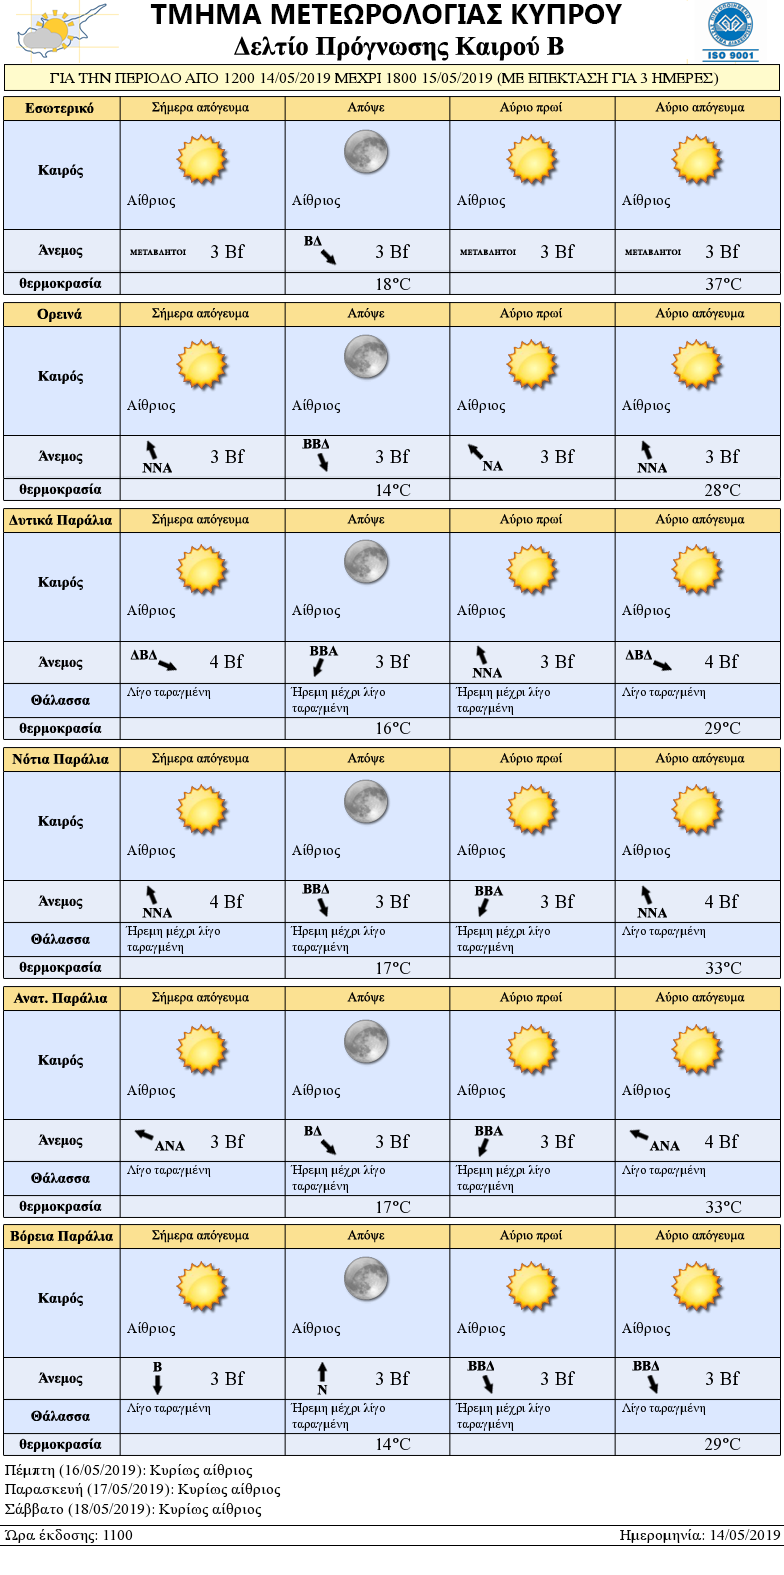 ΤΜΗΜΑ ΜΕΤΕΩΡΟΛΟΓΙΑΣ ΚΥΠΡΟΥ
Δελτίο Πρόγνωσης Καιρού Β
ISO 9001
ΓΙΑ ΤΗΝ ΠΕΡΙΟΔΟ ΑΠΟ 1200 14/05/2019 ΜΕΧΡΙ 1800 15/05/2019 (ΜΕ ΕΠΕΚΤΑΣΗ ΓΙΑ 3 ΗΜΕΡΕΣ)
Εσωτερικό Σήμερα απόγευμα Απόψε Αύριο πρωί Αύριο απόγευμα
Καιρός Αίθριος Αίθριος Αίθριος Αίθριος
Άνεμος ΜΕΤΑΒΛΗΤΟΙ 3 Bf ΒΔ 3 Bf ΜΕΤΑΒΛΗΤΟΙ 3 Bf ΜΕΤΑΒΛΗΤΟΙ 3 Bf
θερμοκρασία 18°C 37°C
Ορεινά Σήμερα απόγευμα Απόψε Αύριο πρωί Αύριο απόγευμα
Καιρός Αίθριος Αίθριος Αίθριος Αίθριος
Άνεμος ΝΝΑ 3 Bf ΒΒΔ 3 Bf ΝΑ 3 Bf ΝΝΑ 3 Bf
θερμοκρασία 14°C 28°C
Δυτικά Παράλια Σήμερα απόγευμα Απόψε Αύριο πρωί Αύριο απόγευμα
Καιρός Αίθριος Αίθριος Αίθριος Αίθριος
Άνεμος ΔΒΔ 4 Bf ΒΒΑ 3 Bf ΝΝΑ 3 Bf ΔΒΔ 4 Bf
Θάλασσα Λίγο ταραγμένη Ήρεμη μέχρι λίγο ταραγμένη Ήρεμη μέχρι λίγο ταραγμένη Λίγο ταραγμένη
θερμοκρασία 16°C 29°C
Νότια Παράλια Σήμερα απόγευμα Απόψε Αύριο πρωί Αύριο απόγευμα
Καιρός Αίθριος Αίθριος Αίθριος Αίθριος
Άνεμος ΝΝΑ 4 Bf ΒΒΔ 3 Bf ΒΒΑ 3 Bf ΝΝΑ 4 Bf
Θάλασσα Ήρεμη μέχρι λίγο ταραγμένη Ήρεμη μέχρι λίγο ταραγμένη Ήρεμη μέχρι λίγο ταραγμένη Λίγο ταραγμένη
θερμοκρασία 17°C 33°C
Ανατ. Παράλια Σήμερα απόγευμα Απόψε Αύριο πρωί Αύριο απόγευμα
Καιρός Αίθριος Αίθριος Αίθριος Αίθριος
Άνεμος ΑΝΑ 3 Bf ΒΔ 3 Bf ΒΒΑ 3 Bf ΑΝΑ 4 Bf
Θάλασσα Λίγο ταραγμένη Ήρεμη μέχρι λίγο ταραγμένη Ήρεμη μέχρι λίγο ταραγμένη Λίγο ταραγμένη
θερμοκρασία 17°C 33°C
Βόρεια Παράλια Σήμερα απόγευμα Απόψε Αύριο πρωί Αύριο απόγευμα
Καιρός Αίθριος Αίθριος Αίθριος Αίθριος
Άνεμος Β 3 Bf Ν 3 Bf ΒΒΔ 3 Bf ΒΒΔ 3 Bf
Θάλασσα Λίγο ταραγμένη Ήρεμη μέχρι λίγο ταραγμένη Ήρεμη μέχρι λίγο ταραγμένη Λίγο ταραγμένη
θερμοκρασία 14°C 29°C
Πέμπτη (16/05/2019): Κυρίως αίθριος
Παρασκευή (17/05/2019): Κυρίως αίθριος
Σάββατο (18/05/2019): Κυρίως αίθριος
Ώρα έκδοσης: 1100 Ημερομηνία: 14/05/2019